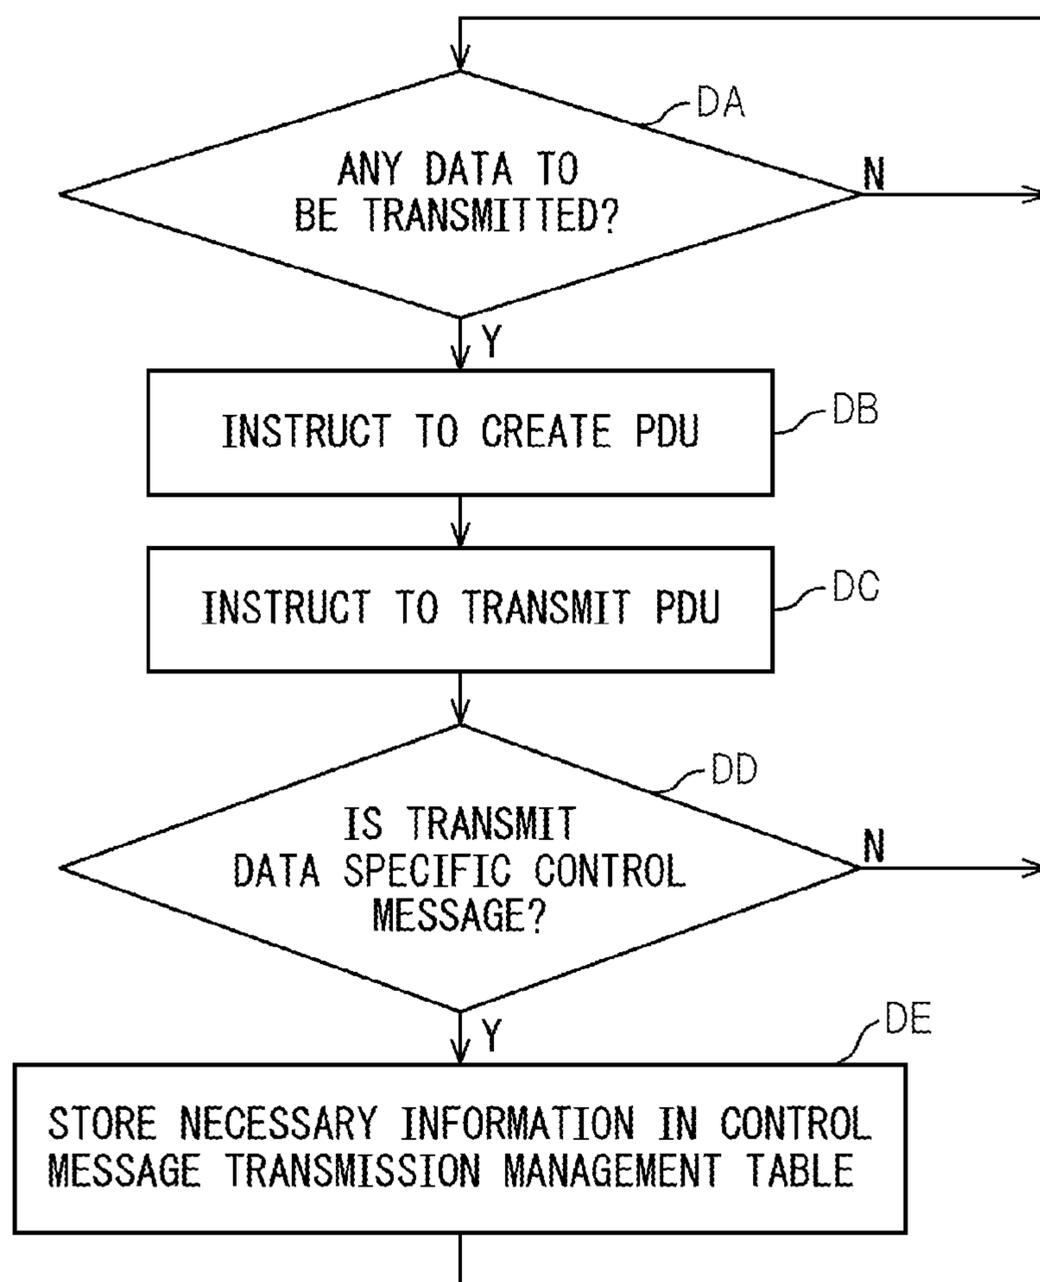 DA
ANY DATA TO
BE TRANSMITTED?
N
Y
INSTRUCT TO CREATE PDU
DB
INSTRUCT TO TRANSMIT PDU
DC
DD
IS TRANSMIT
DATA SPECIFIC CONTROL
MESSAGE?
N
Y
DE
STORE NECESSARY INFORMATION IN CONTROL
MESSAGE TRANSMISSION MANAGEMENT TABLE